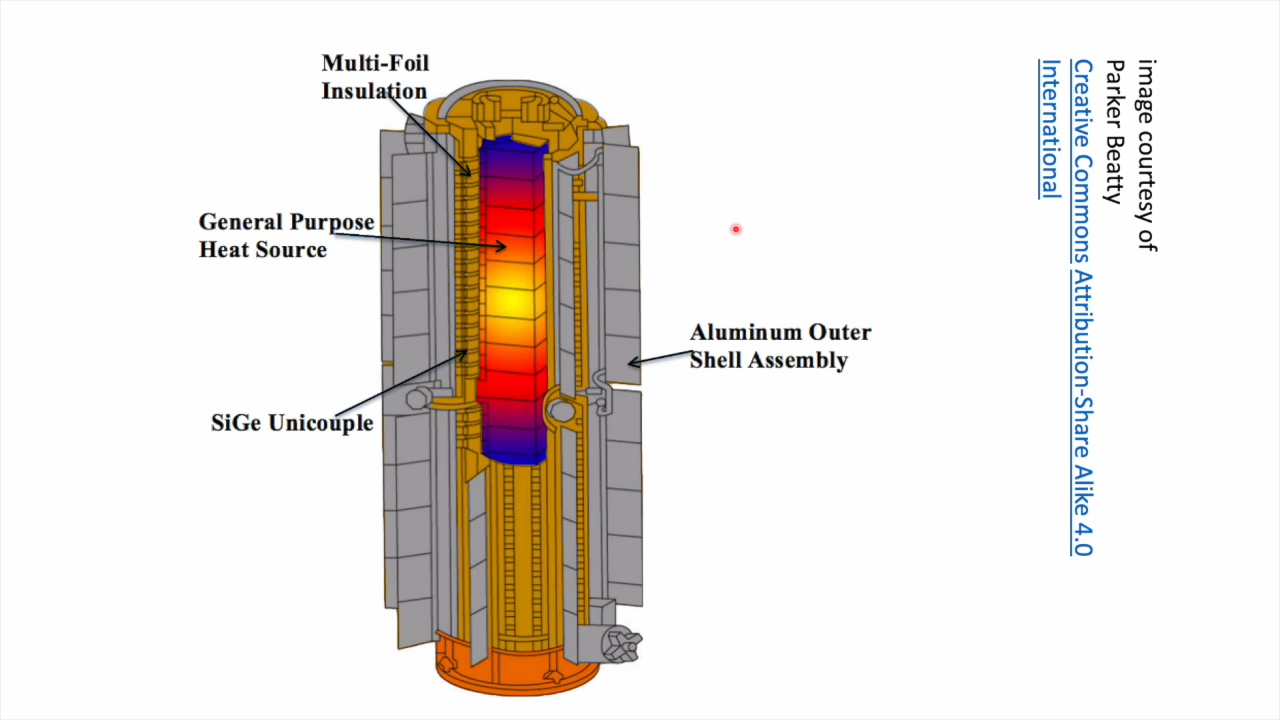 Multi-Foil
Insulation
General Purpose
Heat Source
SiGe Unicouple
Aluminum Outer
Shell Assembly
image courtesy of
Parker Beatty
Creative Commons Attribution-Share Alike 4.0
International